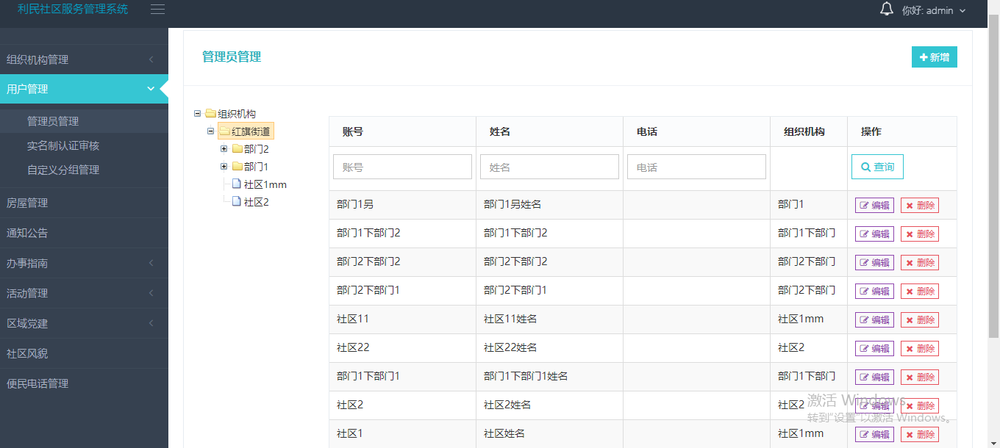 利民社区服务管理系统
你好: admin
组织机构管理
用户管理
管理员管理
实名制认证审核
自定义分组管理
房屋管理
通知公告
办事指南
活动管理
区域党建
社区风貌
便民电话管理
管理员管理
新增
组织机构
红旗街道
部门2
部门1
社区1mm
社区2
账号 姓名 电话 组织机构 操作
账号 姓名 电话 查询
部门1另 部门1另姓名 部门1 编辑 删除
部门1下部门2 部门1下部门2 部门1下部门 编辑 删除
部门2下部门2 部门2下部门2 部门2下部门 编辑 删除
部门2下部门1 部门2下部门1 部门2下部门 编辑 删除
社区11 社区11姓名 社区1mm 编辑 删除
社区22 社区22姓名 社区2 编辑 删除
部门1下部门1 部门1下部门1姓名 部门1下部门 编辑 删除
社区2 社区2姓名 社区2 编辑 删除
社区1 社区姓名 社区1mm 编辑 删除
激活 Windows
转到"设置"以激活 Windows。